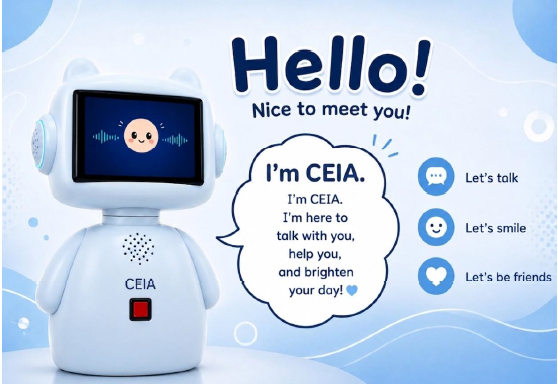 Hello!
Nice to meet you!
I'm CEIA.
I'm CEIA.
I'm here to
talk with you,
help you,
and brighten
your day!
Let's talk
Let's smile
Let's be friends
CEIA